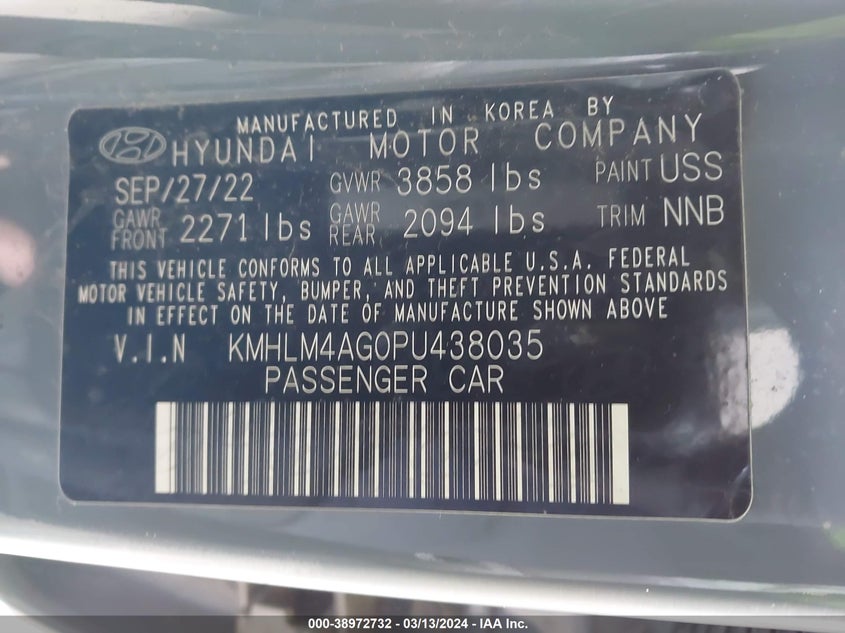 MANUFACTURED IN KOREA BY
HYUNDAI MOTOR COMPANY
SEP/27/22 GVWR 3858 lbs PAINT USS
GAWR FRONT 2271 lbs GAWR REAR 2094 lbs TRIM NNB
THIS VEHICLE CONFORMS TO ALL APPLICABLE U.S.A. FEDERAL
MOTOR VEHICLE SAFETY, BUMPER, AND THEFT PREVENTION STANDARDS
IN EFFECT ON THE DATE OF MANUFACTURE SHOWN ABOVE
V.I.N KMHLM4AG0PU438035
PASSENGER CAR
000-38972732 - 03/13/2024 - IAA Inc.